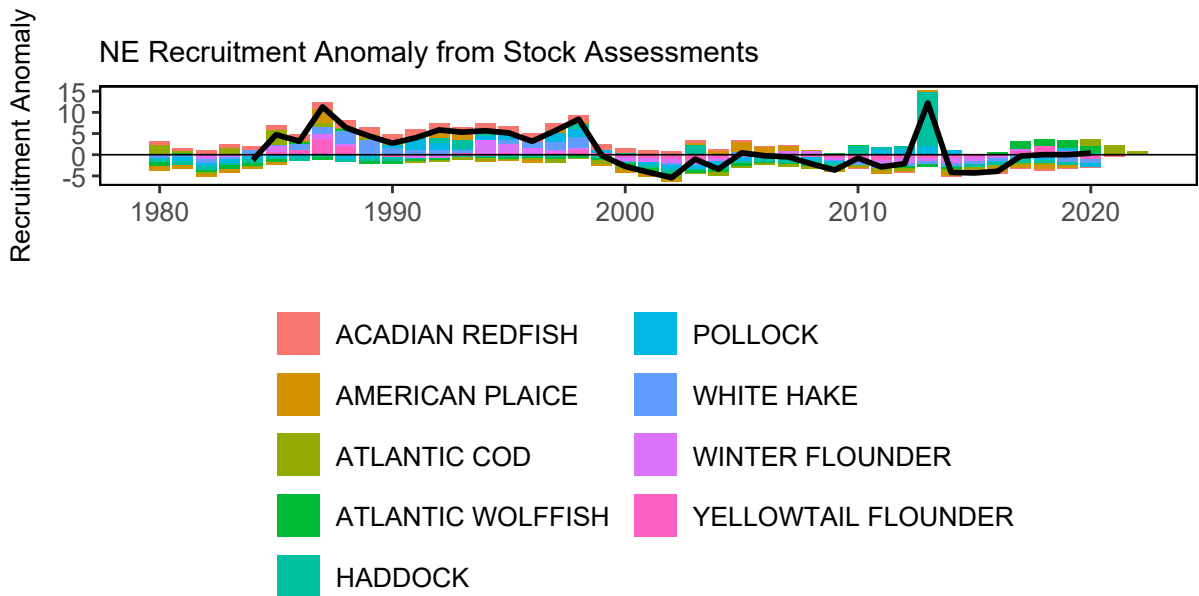 NE Recruitment Anomaly from Stock Assessments
Recruitment Anomaly
15
10
5
0
-5
1980 1990 2000 2010 2020
ACADIAN REDFISH POLLOCK
AMERICAN PLAICE WHITE HAKE
ATLANTIC COD WINTER FLOUNDER
ATLANTIC WOLFFISH YELLOWTAIL FLOUNDER
HADDOCK